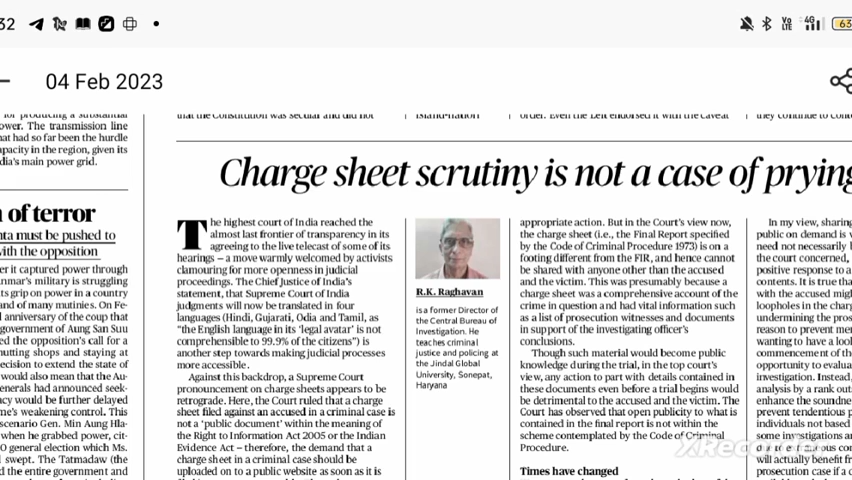 32
4G
63
04 Feb 2023
for producing a substantial
ower. The transmission line
hat had so far been the hurdle
apacity in the region, given its
dia's main power grid.
n of terror
nta must be pushed to
with the opposition
er it captured power through
anmar's military is struggling
ts grip on power in a country
and of many mutinies. On Fe-
l anniversary of the coup that
government of Aung San Suu
ed the opposition's call for a
hutting shops and staying at
ecision to extend the state of
would also mean that the Au-
enerals had announced seek-
cy would be further delayed
me's weakening control. This
scenario Gen. Min Aung Hla-
when he grabbed power, cit-
0 general election which Ms.
swept. The Tatmadaw (the
d the entire government and
that the Constitution was secular and did not
island-nation
order. Even the Left endorsed it with the caveat
they continue to
Charge sheet scrutiny is not a case of prying
The highest court of India reached the
almost last frontier of transparency in its
agreeing to the live telecast of some of its
hearings – a move warmly welcomed by activists
clamouring for more openness in judicial
proceedings. The Chief Justice of India's
statement, that Supreme Court of India
judgments will now be translated in four
languages (Hindi, Gujarati, Odia and Tamil, as
“the English language in its ‘legal avatar’ is not
comprehensible to 99.9% of the citizens”) is
another step towards making judicial processes
more accessible.
Against this backdrop, a Supreme Court
pronouncement on charge sheets appears to be
retrograde. Here, the Court ruled that a charge
sheet filed against an accused in a criminal case is
not a ‘public document’ within the meaning of
the Right to Information Act 2005 or the Indian
Evidence Act – therefore, the demand that a
charge sheet in a criminal case should be
uploaded on to a public website as soon as it is
R.K. Raghavan
is a former Director of
the Central Bureau of
Investigation. He
teaches criminal
justice and policing at
the Jindal Global
University, Sonepat,
Haryana
appropriate action. But in the Court's view now,
the charge sheet (i.e., the Final Report specified
by the Code of Criminal Procedure 1973) is on a
footing different from the FIR, and hence cannot
be shared with anyone other than the accused
and the victim. This was presumably because a
charge sheet was a comprehensive account of the
crime in question and had vital information such
as a list of prosecution witnesses and documents
in support of the investigating officer's
conclusions.
Though such material would become public
knowledge during the trial, in the top court's
view, any action to part with details contained in
these documents even before a trial begins would
be detrimental to the accused and the victim. The
Court has observed that open publicity to what is
contained in the final report is not within the
scheme contemplated by the Code of Criminal
Procedure.
Times have changed
In my view, sharing
public on demand is
need not necessarily b
the court concerned,
positive response to a
contents. It is true tha
with the accused migh
loopholes in the charg
undermining the pros
reason to prevent me
wanting to have a look
commencement of the
opportunity to evalua
investigation. Instead,
analysis by a rank outs
enhance the soundne
prevent tendentious p
individuals not based
some investigations a
will actually benefit fr
prosecution case if a c
XRecorder